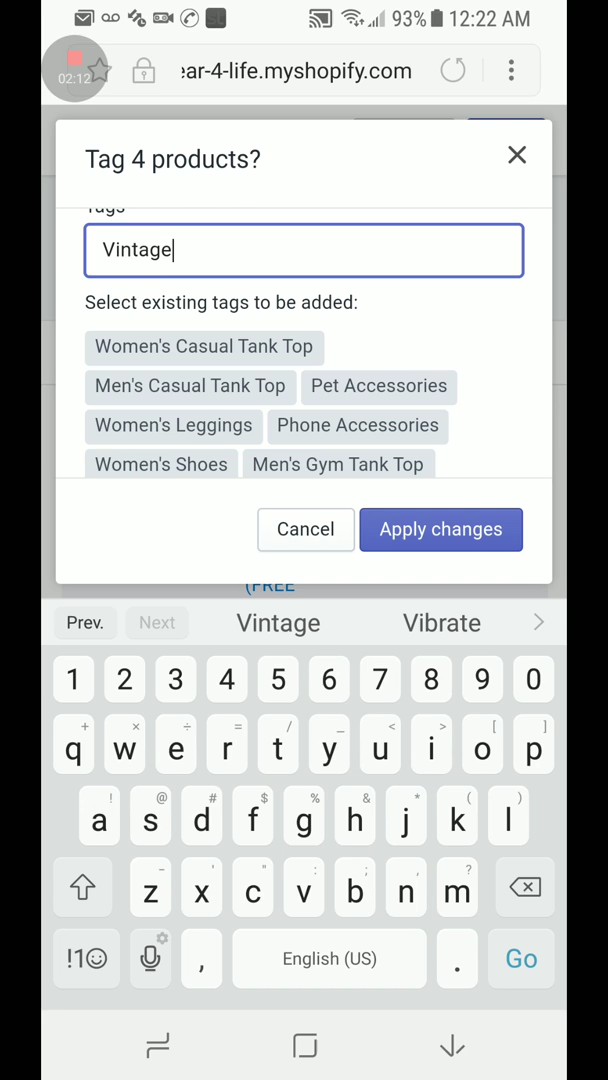 93% 12:22 AM
02:12
ear-4-life.myshopify.com
Tag 4 products?
Tags
Vintage
Select existing tags to be added:
Women's Casual Tank Top
Men's Casual Tank Top Pet Accessories
Women's Leggings Phone Accessories
Women's Shoes Men's Gym Tank Top
Cancel Apply changes
(FREE
Prev. Next Vintage Vibrate >
1 2 3 4 5 6 7 8 9 0
+ × ÷ = / _ < > [ ]
q w e r t y u i o p
! @ # $ % & * ( )
a s d f g h j k l
- ' " : ; , ?
z x c v b n m
!1☺ , English (US) . Go